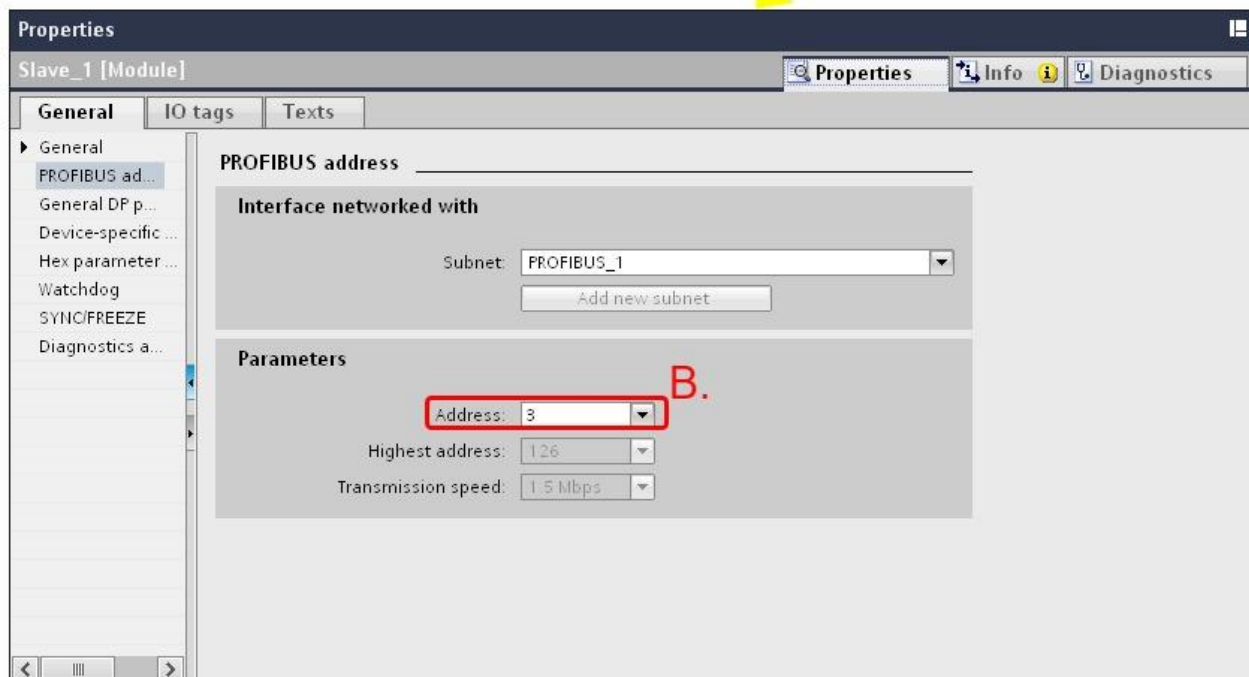 Properties
Slave_1 [Module]
Properties
Info
Diagnostics
General
IO tags
Texts
General
PROFIBUS ad...
General DP p...
Device-specific ...
Hex parameter ...
Watchdog
SYNC/FREEZE
Diagnostics a...
PROFIBUS address
Interface networked with
Subnet: PROFIBUS_1
Add new subnet
Parameters
B.
Address: 3
Highest address: 126
Transmission speed: 1.5 Mbps